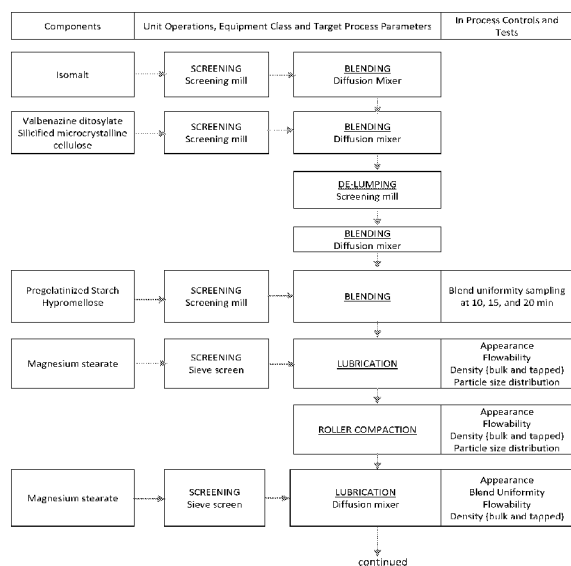 Components
Unit Operations, Equipment Class and Target Process Parameters
In Process Controls and
Tests
Isomalt
SCREENING
Screening mill
BLENDING
Diffusion Mixer
Valbenazine ditosylate
Silicified microcrystalline
cellulose
SCREENING
Screening mill
BLENDING
Diffusion mixer
DE-LUMPING
Screening mill
BLENDING
Diffusion mixer
Pregelatinized Starch
Hypromellose
SCREENING
Screening mill
BLENDING
Blend uniformity sampling
at 10, 15, and 20 min
Magnesium stearate
SCREENING
Sieve screen
LUBRICATION
Appearance
Flowability
Density {bulk and tapped}
Particle size distribution
ROLLER COMPACTION
Appearance
Flowability
Density {bulk and tapped}
Particle size distribution
Magnesium stearate
SCREENING
Sieve screen
LUBRICATION
Diffusion mixer
Appearance
Blend Uniformity
Flowability
Density {bulk and tapped}
continued